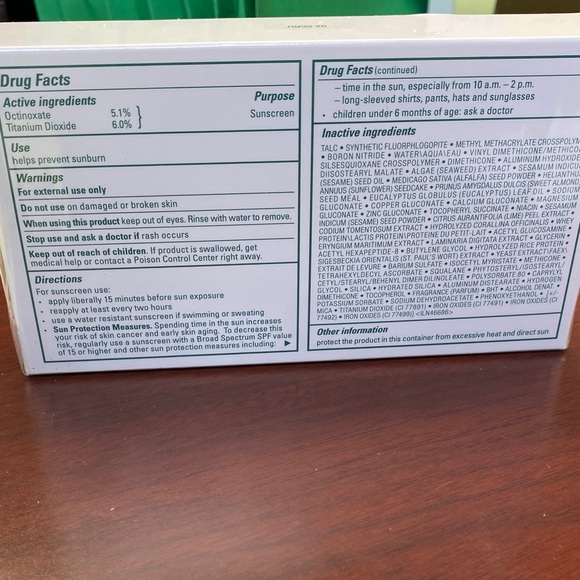 Drug Facts
Active ingredients
Purpose
Octinoxate 5.1%
Titanium Dioxide 6.0%
Sunscreen
Use
helps prevent sunburn
Warnings
For external use only
Do not use on damaged or broken skin
When using this product keep out of eyes. Rinse with water to remove.
Stop use and ask a doctor if rash occurs
Keep out of reach of children. If product is swallowed, get
medical help or contact a Poison Control Center right away.
Directions
For sunscreen use:
• apply liberally 15 minutes before sun exposure
• reapply at least every two hours
• use a water resistant sunscreen if swimming or sweating
• Sun Protection Measures. Spending time in the sun increases
your risk of skin cancer and early skin aging. To decrease this
risk, regularly use a sunscreen with a Broad Spectrum SPF value
of 15 or higher and other sun protection measures including: ▶
Drug Facts (continued)
– time in the sun, especially from 10 a.m. – 2 p.m.
– long-sleeved shirts, pants, hats and sunglasses
• children under 6 months of age: ask a doctor
Inactive ingredients
TALC • SYNTHETIC FLUORPHLOGOPITE • METHYL METHACRYLATE CROSSPOLYM
• BORON NITRIDE • WATER\AQUA\EAU • VINYL DIMETHICONE/METHICO
SILSESQUIOXANE CROSSPOLYMER • DIMETHICONE • ALUMINUM HYDROXIDE
DIISOSTEARYL MALATE • ALGAE (SEAWEED) EXTRACT • SESAMUM INDIC
(SESAME) SEED OIL • MEDICAGO SATIVA (ALFALFA) SEED POWDER • HELIANTHU
ANNUUS (SUNFLOWER) SEEDCAKE • PRUNUS AMYGDALUS DULCIS (SWEET ALMOND)
SEED MEAL • EUCALYPTUS GLOBULUS (EUCALYPTUS) LEAF OIL • SODIUM
GLUCONATE • COPPER GLUCONATE • CALCIUM GLUCONATE • MAGNESIUM
GLUCONATE • ZINC GLUCONATE • TOCOPHERYL SUCCINATE • NIACIN • SESAMUM
INDICUM (SESAME) SEED POWDER • CITRUS AURANTIFOLIA (LIME) PEEL EXTRACT •
CODIUM TOMENTOSUM EXTRACT • HYDROLYZED CORALLINA OFFICINALIS • WHEY
PROTEIN\LACTIS PROTEIN\PROTEINE DU PETIT-LAIT • ACETYL GLUCOSAMINE •
ERYNGIUM MARITIMUM EXTRACT • LAMINARIA DIGITATA EXTRACT • GLYCERIN •
ACETYL HEXAPEPTIDE-8 • BUTYLENE GLYCOL • HYDROLYZED RICE PROTEIN •
SIGESBECKIA ORIENTALIS (ST. PAUL'S WORT) EXTRACT • YEAST EXTRACT\FAEX\
EXTRAIT DE LEVURE • BARIUM SULFATE • ISOCETYL MYRISTATE • METHICONE •
TETRAHEXYLDECYL ASCORBATE • SQUALANE • PHYTOSTERYL/ISOSTEARYL/
CETYL/STEARYL/BEHENYL DIMER DILINOLEATE • POLYSORBATE 80 • CAPRYLYL
GLYCOL • SILICA • HYDRATED SILICA • ALUMINUM DISTEARATE • HYDROGEN
DIMETHICONE • TOCOPHEROL • FRAGRANCE (PARFUM) • BHT • ALCOHOL DENAT. •
POTASSIUM SORBATE • SODIUM DEHYDROACETATE • PHENOXYETHANOL • [+/-
MICA • TITANIUM DIOXIDE (CI 77891) • IRON OXIDES (CI 77491) • IRON OXIDES (CI
77492) • IRON OXIDES (CI 77499)] <ILN46686>
Other information
protect the product in this container from excessive heat and direct sun